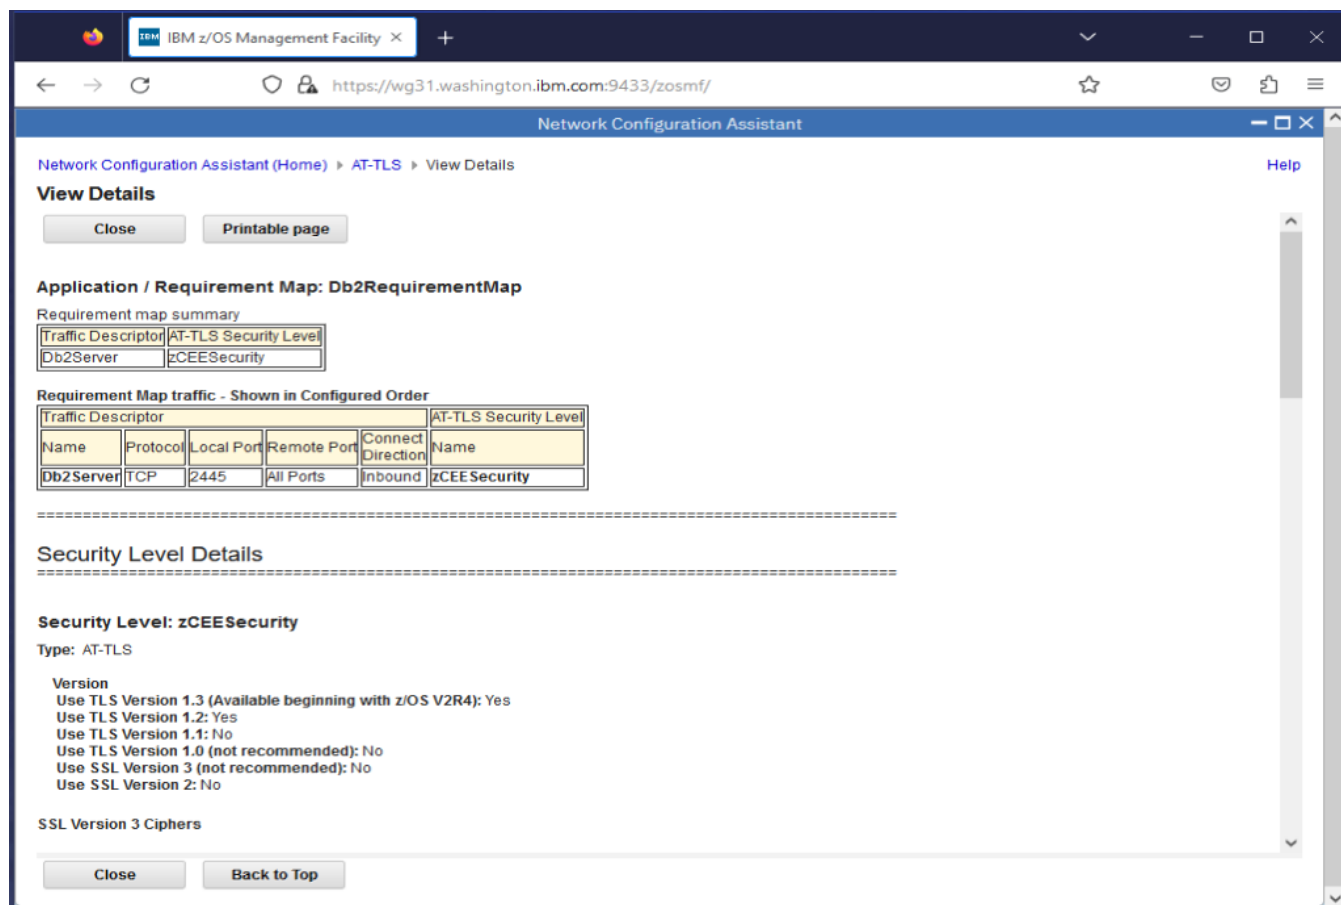 IBM IBM z/OS Management Facility
https://wg31.washington.ibm.com:9433/zosmf/
Network Configuration Assistant
Network Configuration Assistant (Home) AT-TLS View Details Help
View Details
Close Printable page
Application / Requirement Map: Db2RequirementMap
Requirement map summary
Traffic Descriptor AT-TLS Security Level
Db2Server zCEESecurity
Requirement Map traffic - Shown in Configured Order
Traffic Descriptor AT-TLS Security Level
Name Protocol Local Port Remote Port Connect Direction Name
Db2Server TCP 2445 All Ports Inbound zCEESecurity
Security Level Details
Security Level: zCEESecurity
Type: AT-TLS
Version
Use TLS Version 1.3 (Available beginning with z/OS V2R4): Yes
Use TLS Version 1.2: Yes
Use TLS Version 1.1: No
Use TLS Version 1.0 (not recommended): No
Use SSL Version 3 (not recommended): No
Use SSL Version 2: No
SSL Version 3 Ciphers
Close Back to Top